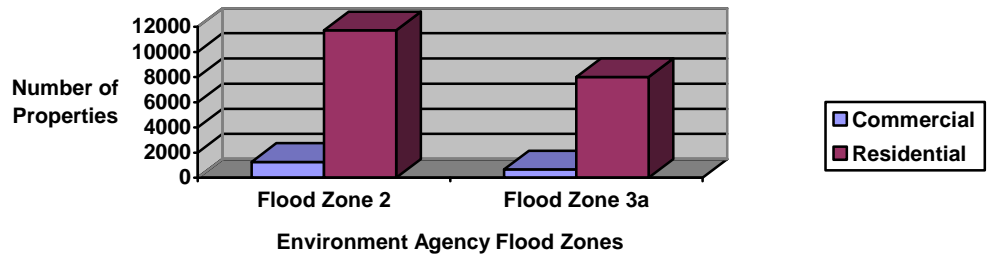 12000
10000
8000
6000
4000
2000
0
Number of
Properties
Flood Zone 2
Flood Zone 3a
Environment Agency Flood Zones
Commercial
Residential